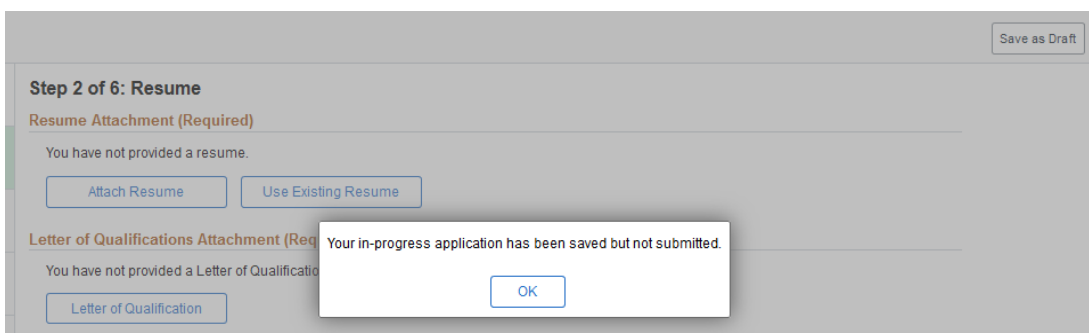 Save as Draft
Step 2 of 6: Resume
Resume Attachment (Required)
You have not provided a resume.
Attach Resume
Use Existing Resume
Letter of Qualifications Attachment (Req
Your in-progress application has been saved but not submitted.
You have not provided a Letter of Qualificatio
OK
Letter of Qualification